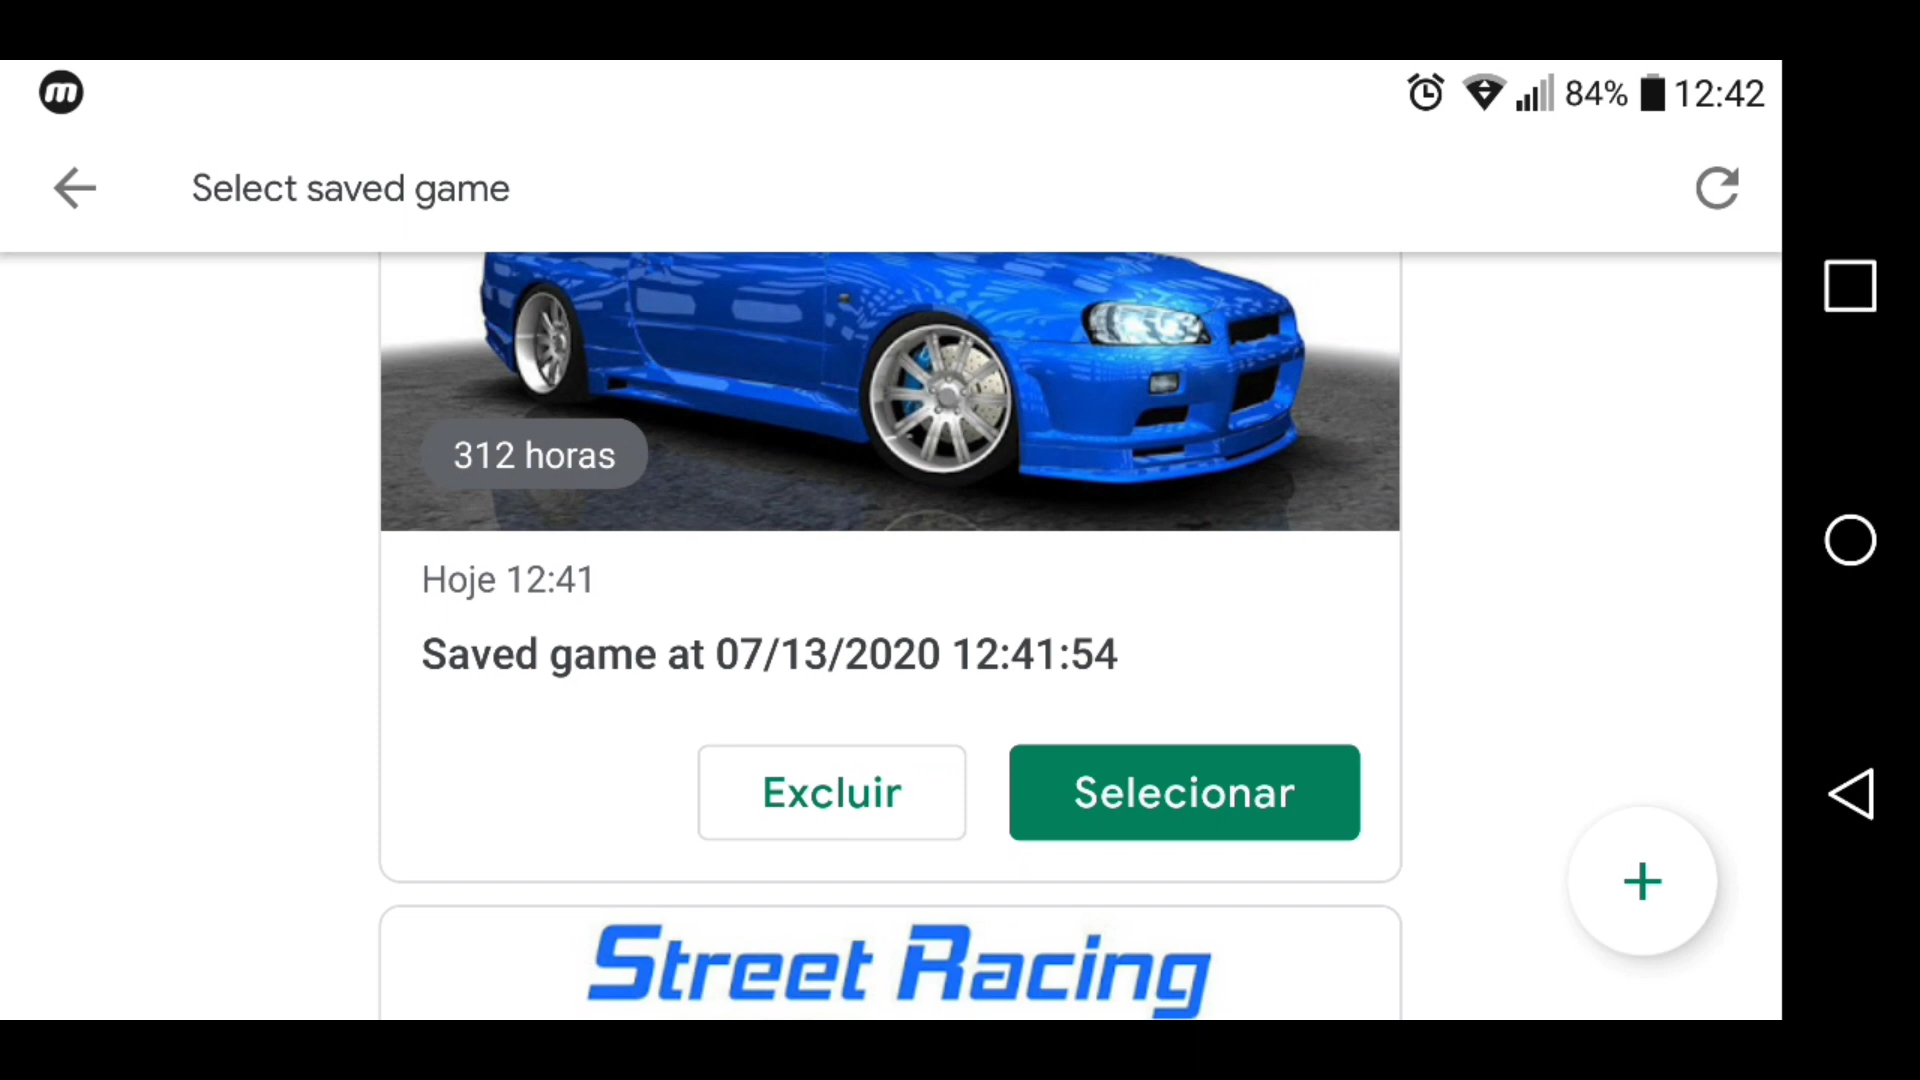 m
84% 12:42
Select saved game
312 horas
Hoje 12:41
Saved game at 07/13/2020 12:41:54
Excluir Selecionar
+
Street Racing